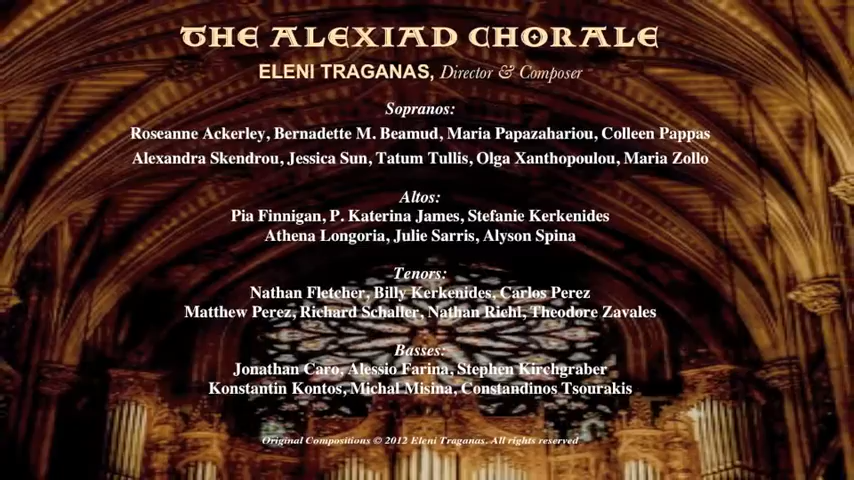 THE ALEXIAD CHORALE
ELENI TRAGANAS, Director & Composer
Sopranos:
Roseanne Ackerley, Bernadette M. Beamud, Maria Papazahariou, Colleen Pappas
Alexandra Skendrou, Jessica Sun, Tatum Tullis, Olga Xanthopoulou, Maria Zollo
Altos:
Pia Finnigan, P. Katerina James, Stefanie Kerkenides
Athena Longoria, Julie Sarris, Alyson Spina
Tenors:
Nathan Fletcher, Billy Kerkenides, Carlos Perez
Matthew Perez, Richard Schaller, Nathan Riehl, Theodore Zavales
Basses:
Jonathan Caro, Alessio Farina, Stephen Kirchgraber
Konstantin Kontos, Michal Misina, Constandinos Tsourakis
Original Compositions © 2012 Eleni Traganas. All rights reserved